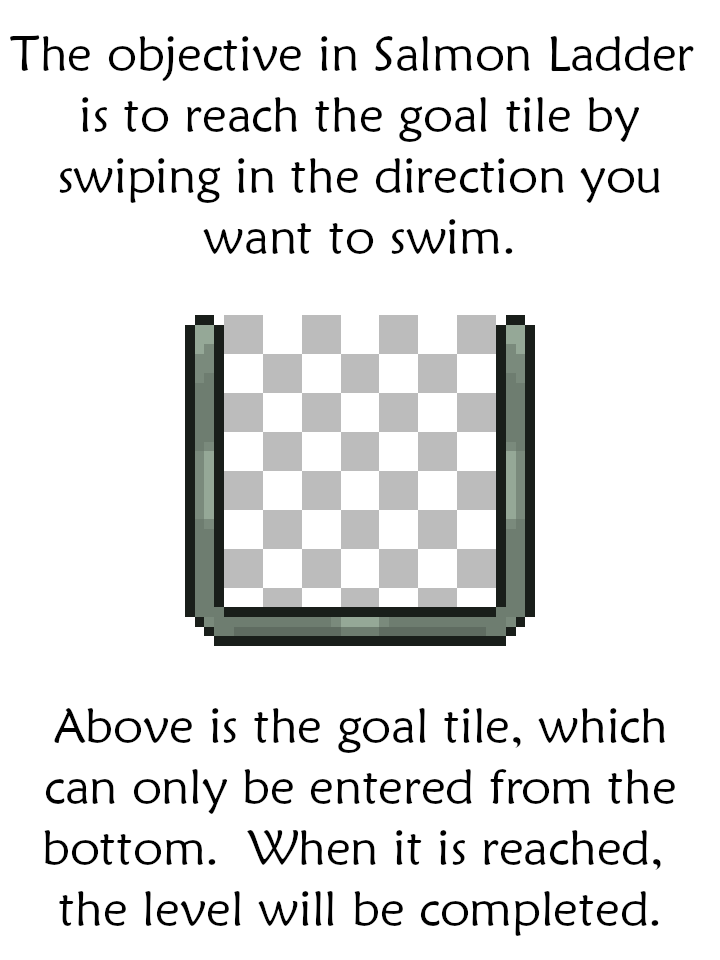 The objective in Salmon Ladder
is to reach the goal tile by
swiping in the direction you
want to swim.
Above is the goal tile, which
can only be entered from the
bottom.  When it is reached,
the level will be completed.